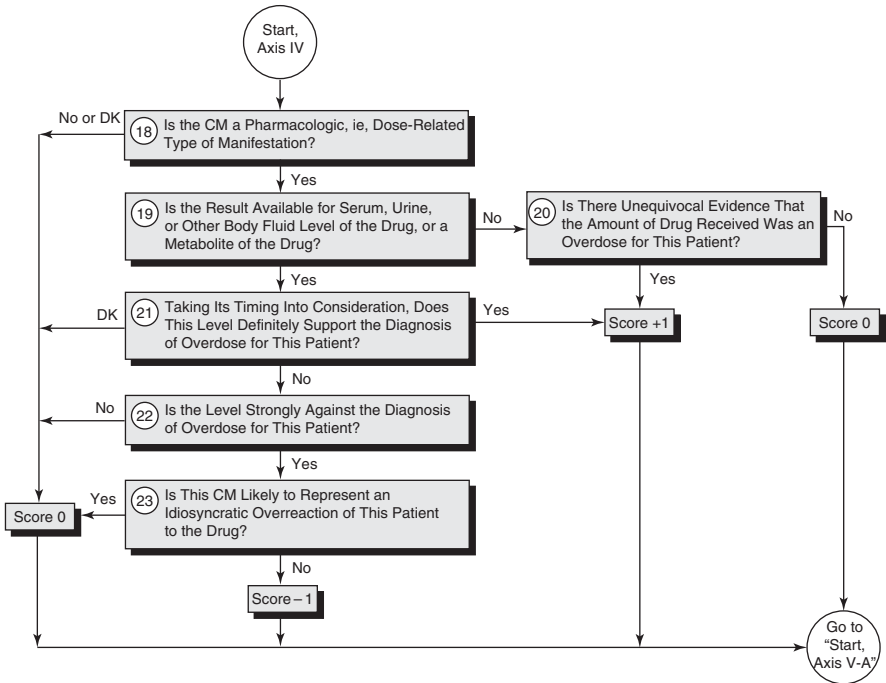 Start,
Axis IV
No or DK
18
Is the CM a Pharmacologic, ie, Dose-Related
Type of Manifestation?
Yes
19
Is the Result Available for Serum, Urine,
or Other Body Fluid Level of the Drug, or a
Metabolite of the Drug?
No
20
Is There Unequivocal Evidence That
the Amount of Drug Received Was an
Overdose for This Patient?
No
Yes
Yes
DK
21
Taking Its Timing Into Consideration, Does
This Level Definitely Support the Diagnosis
of Overdose for This Patient?
Yes
Score +1
Score 0
No
No
22
Is the Level Strongly Against the Diagnosis
of Overdose for This Patient?
Yes
Score 0
Yes
23
Is This CM Likely to Represent an
Idiosyncratic Overreaction of This Patient
to the Drug?
No
Score – 1
Go to
“Start,
Axis V-A”